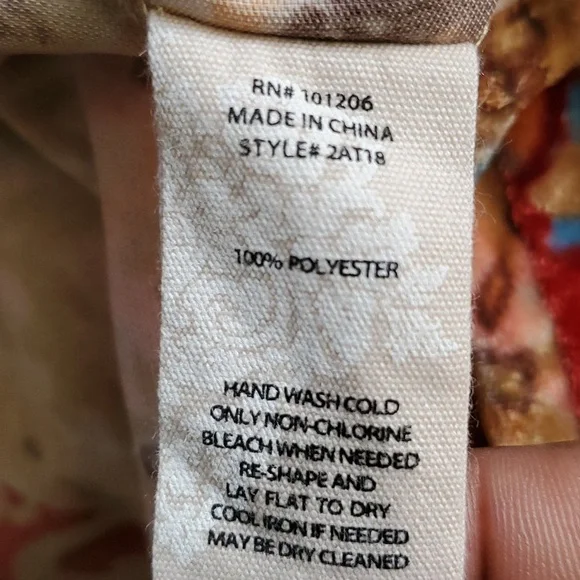 RN# 101206
MADE IN CHINA
STYLE# 2AT18
100% POLYESTER
HAND WASH COLD
ONLY NON-CHLORINE
BLEACH WHEN NEEDED
RE-SHAPE AND
LAY FLAT TO DRY
COOL IRON IF NEEDED
MAY BE DRY CLEANED